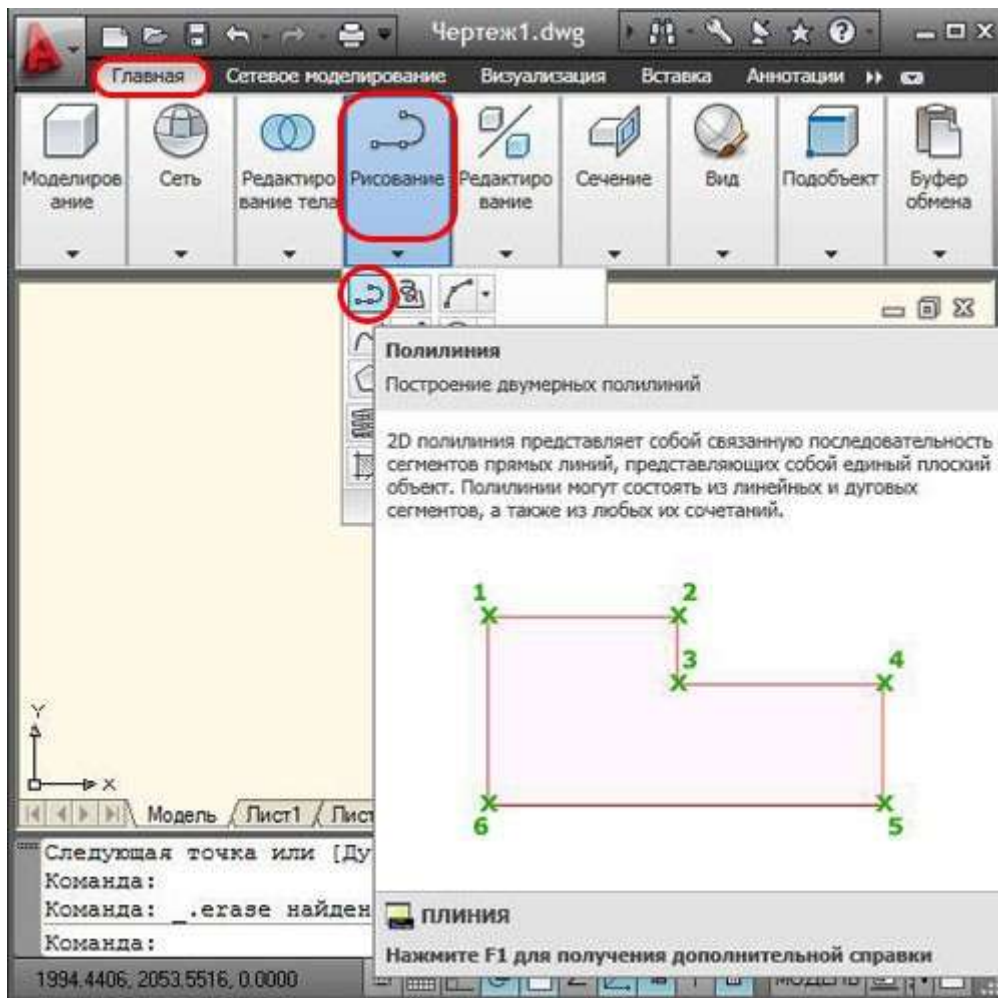 Чертеж1.dwg
Главная Сетевое моделирование Визуализация Вставка Аннотации
Моделиров
ание
Сеть
Редактиро
вание тела
Рисование
Редактиро
вание
Сечение
Вид
Подобъект
Буфер
обмена
Полилиния
Построение двумерных полилиний
2D полилиния представляет собой связанную последовательность
сегментов прямых линий, представляющих собой единый плоский
объект. Полилинии могут состоять из линейных и дуговых
сегментов, а также из любых их сочетаний.
1 2
3 4
6 5
Y
X
Модель Лист1 Лист
Следующая точка или [Ду
Команда:
Команда: _.erase найден
Команда:
ПЛИНИЯ
Нажмите F1 для получения дополнительной справки
1994.4406, 2053.5516, 0.0000